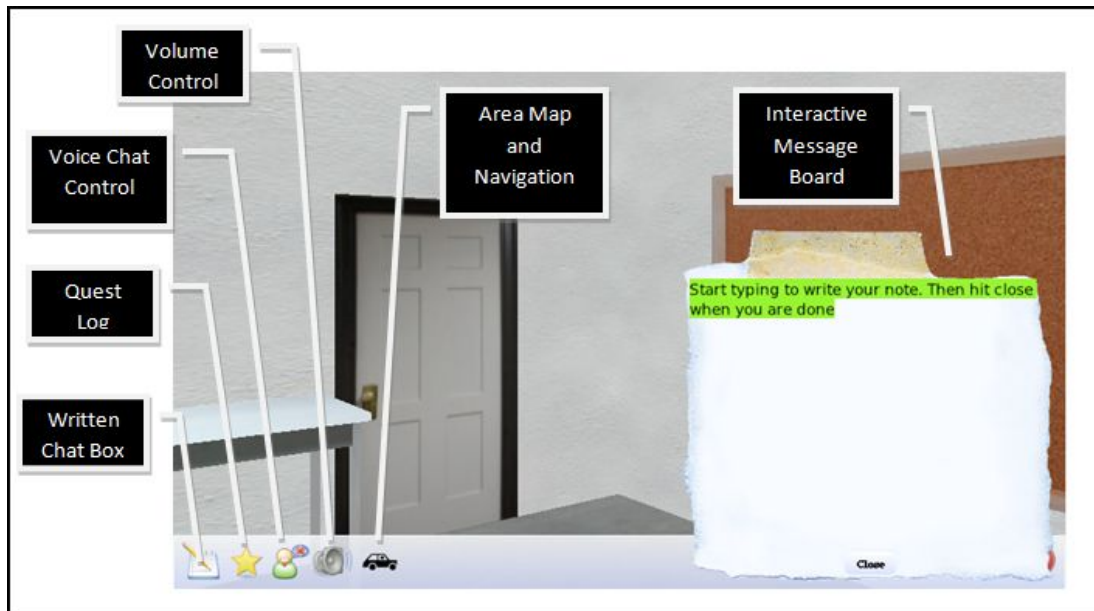 Volume
Control
Area Map
and
Navigation
Interactive
Message
Board
Voice Chat
Control
Quest
Log
Written
Chat Box
Start typing to write your note. Then hit close
when you are done
Close